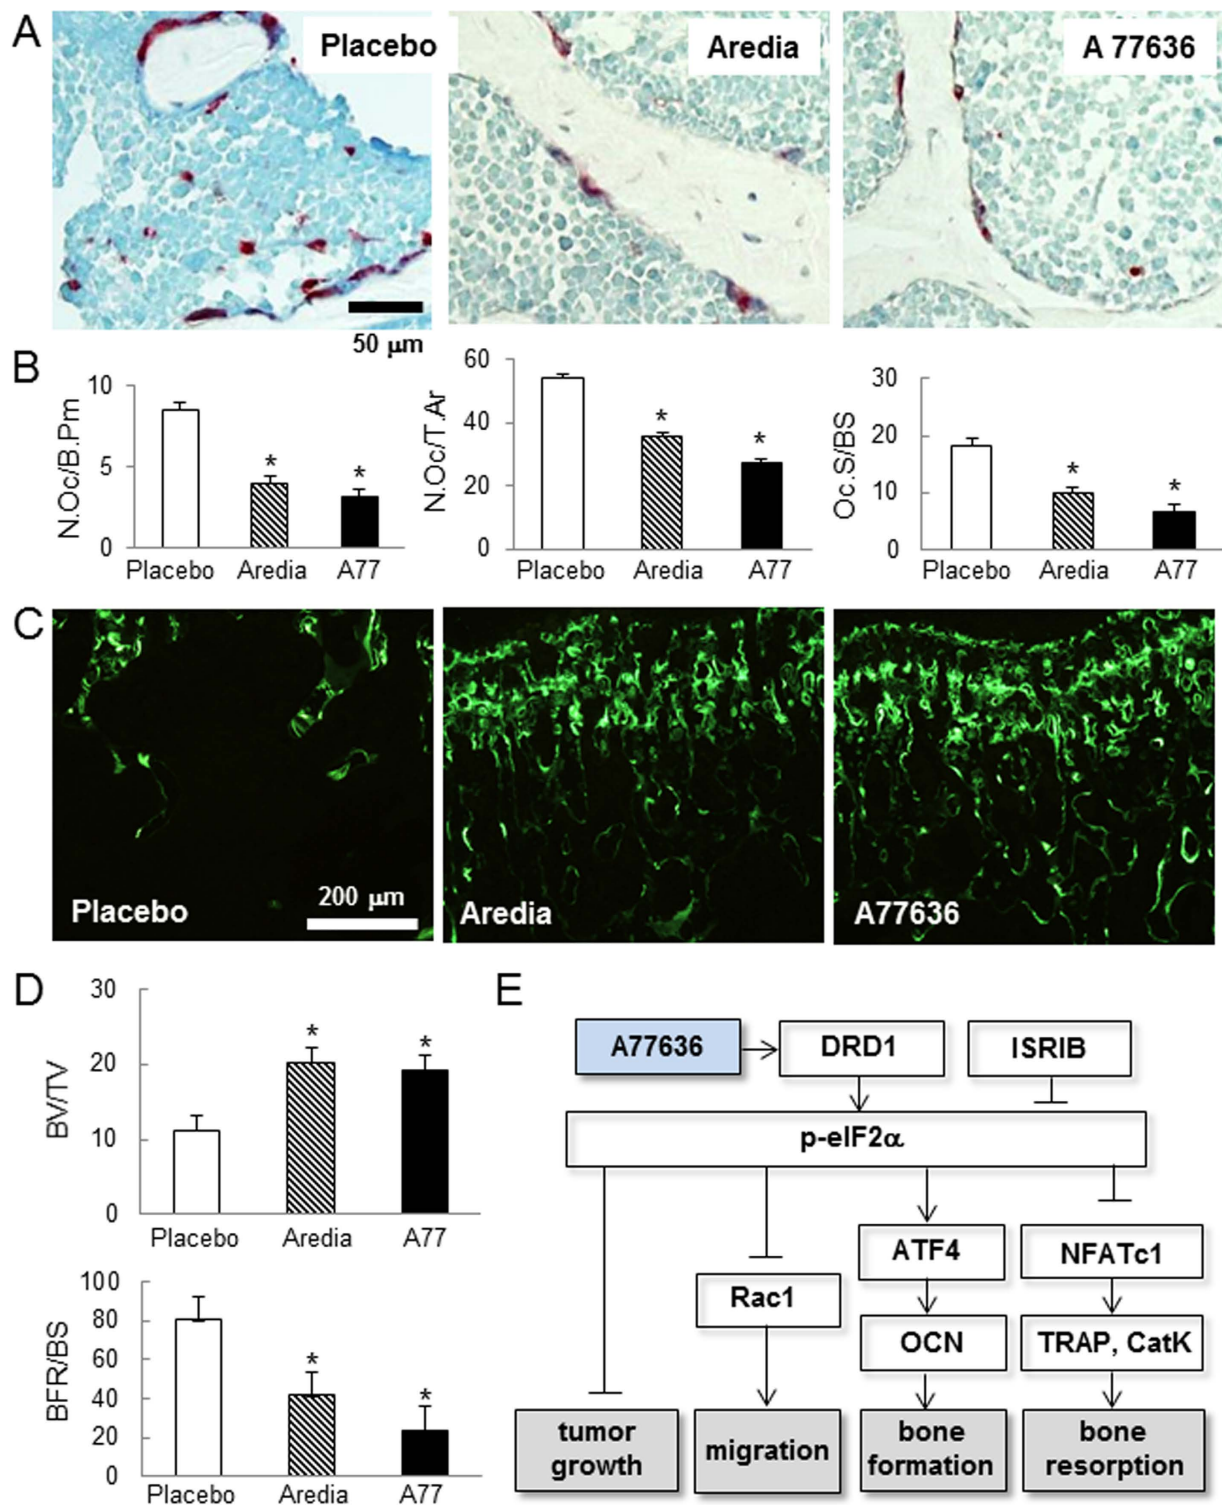 A
Placebo
Aredia
A 77636
50 μm
B
N.Oc/B.Pm
10
5
0
Placebo
Aredia
A77
*
*
N.Oc/T.Ar
60
40
20
0
Placebo
Aredia
A77
*
*
Oc.S/BS
30
20
10
0
Placebo
Aredia
A77
*
*
C
Placebo
200 μm
Aredia
A77636
D
BV/TV
30
20
10
0
Placebo
Aredia
A77
*
*
BFR/BS
100
80
60
40
20
0
Placebo
Aredia
A77
*
*
E
A77636
DRD1
ISRIB
p-eIF2α
ATF4
NFATc1
Rac1
OCN
TRAP, CatK
tumor
growth
migration
bone
formation
bone
resorption